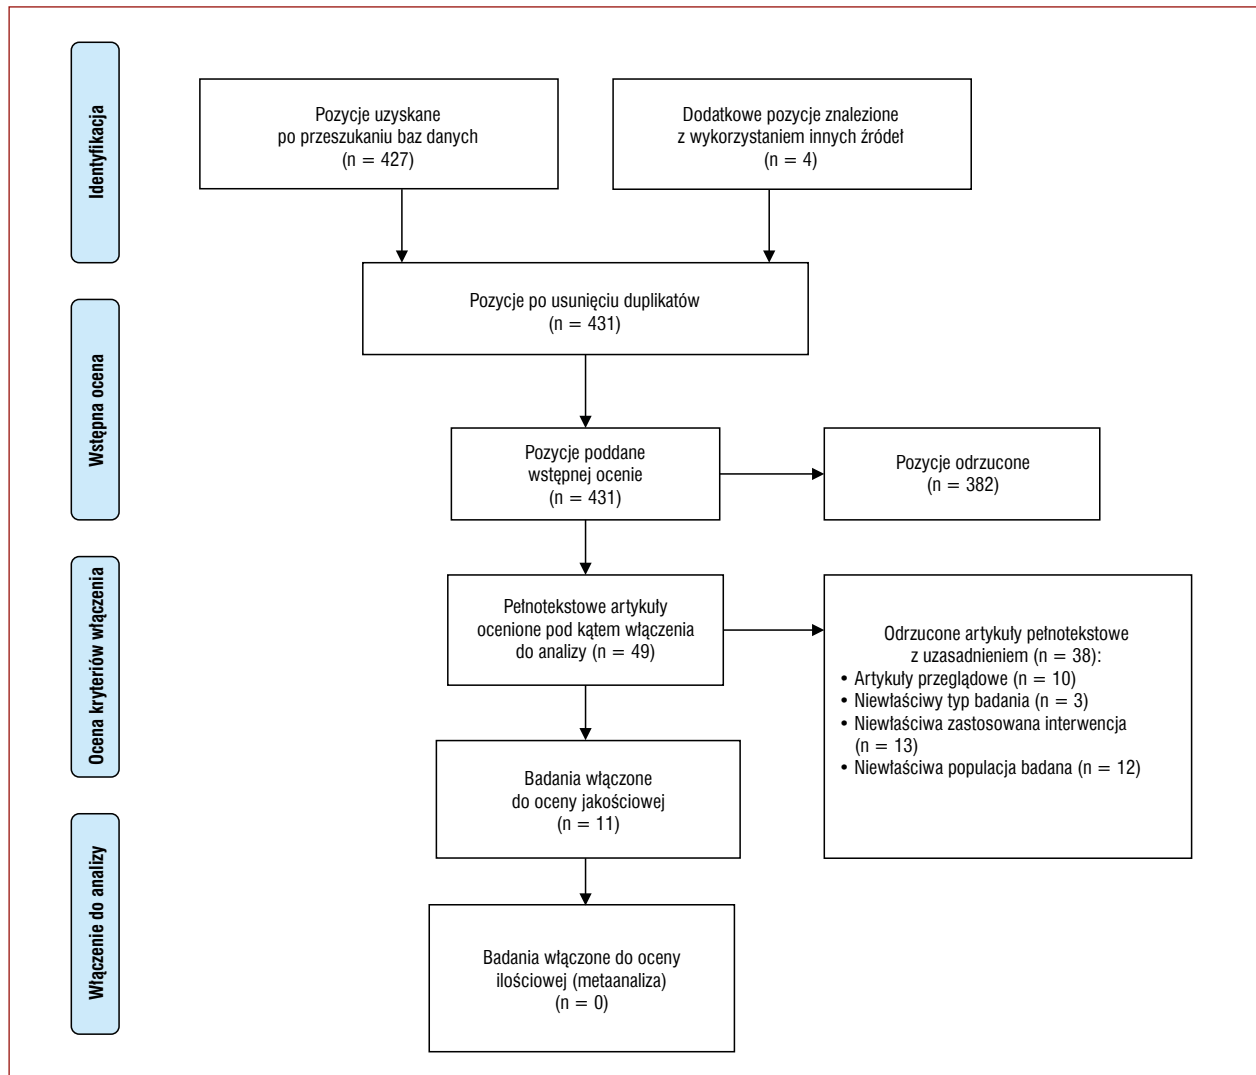 Identyfikacja
Pozycje uzyskane
po przeszukaniu baz danych
(n = 427)
Dodatkowe pozycje znalezione
z wykorzystaniem innych źródeł
(n = 4)
Pozycje po usunięciu duplikatów
(n = 431)
Wstępna ocena
Pozycje poddane
wstępnej ocenie
(n = 431)
Pozycje odrzucone
(n = 382)
Ocena kryteriów włączenia
Pełnotekstowe artykuły
ocenione pod kątem włączenia
do analizy (n = 49)
Odrzucone artykuły pełnotekstowe
z uzasadnieniem (n = 38):
• Artykuły przeglądowe (n = 10)
• Niewłaściwy typ badania (n = 3)
• Niewłaściwa zastosowana interwencja
(n = 13)
• Niewłaściwa populacja badana (n = 12)
Badania włączone
do oceny jakościowej
(n = 11)
Włączenie do analizy
Badania włączone do oceny
ilościowej (metaanaliza)
(n = 0)